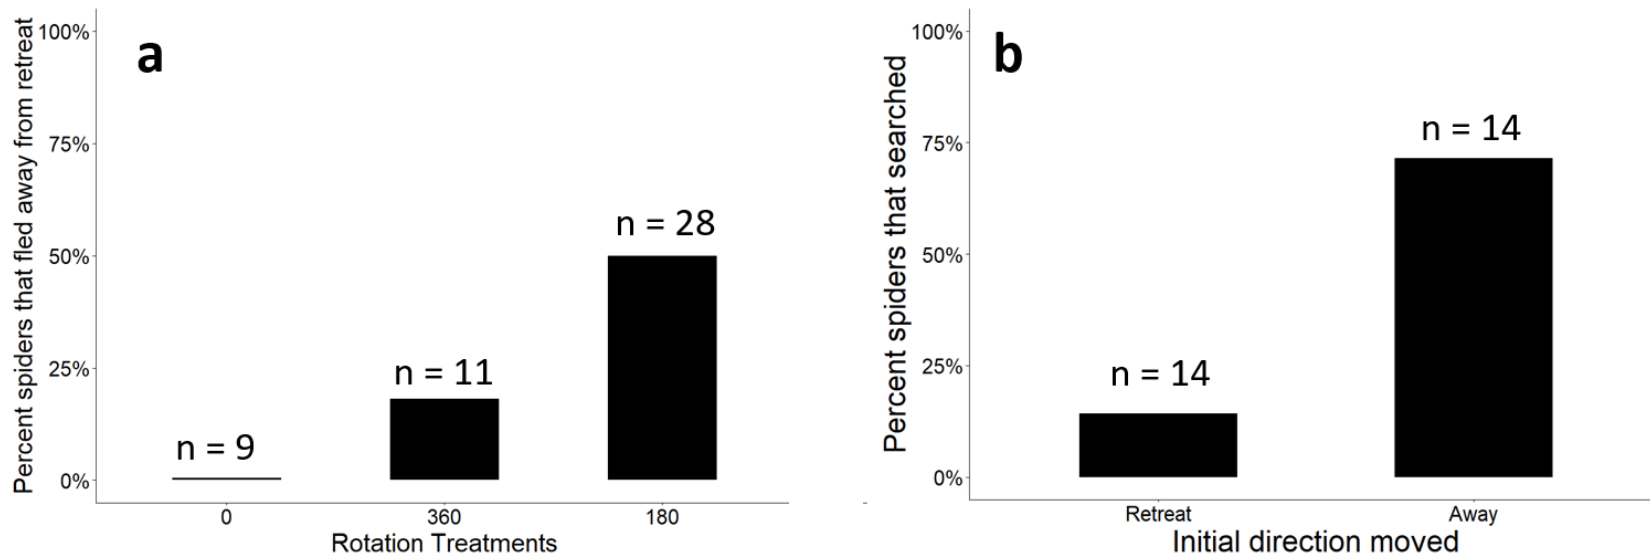 a
Percent spiders that fled away from retreat
100%
75%
50%
25%
0%
n = 9
n = 11
n = 28
0
360
180
Rotation Treatments
b
Percent spiders that searched
100%
75%
50%
25%
0%
n = 14
n = 14
Retreat
Away
Initial direction moved